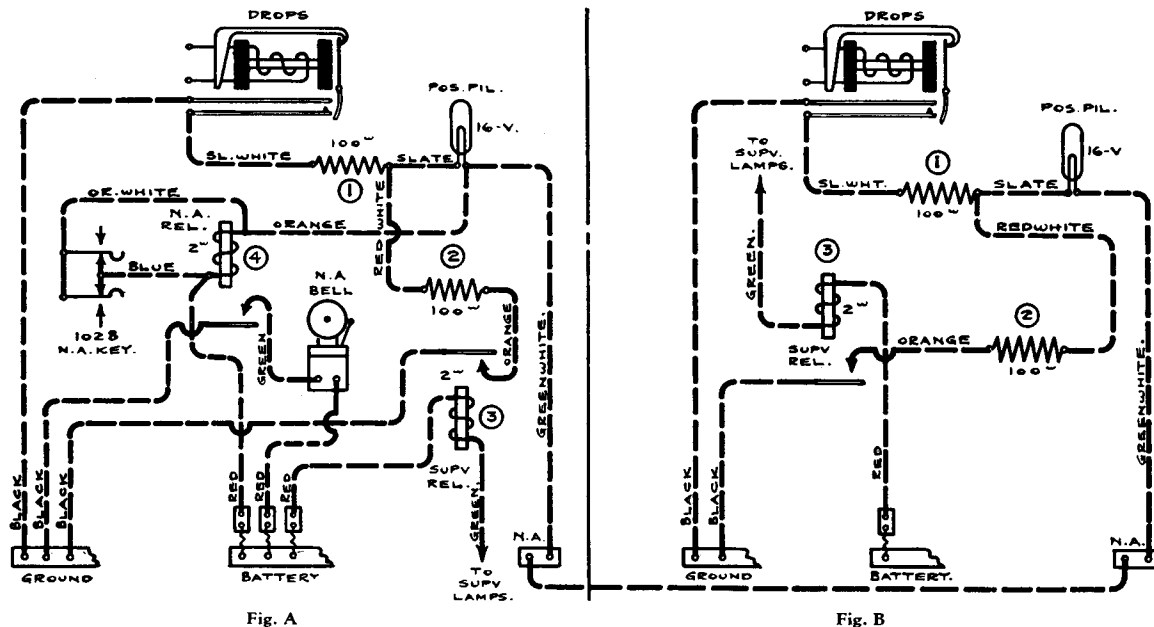 DROPS
POS. PIL.
16-V.
100~
SL. WHITE
SLATE
①
OR. WHITE
N.A.
REL.
2~
ORANGE
④
RED WHITE
②
BLUE
N.A
BELL
100~
102B
N.A. KEY.
GREEN
ORANGE
GREENWHITE.
2~
③
SUPV
REL.
BLACK
BLACK
BLACK
RED
RED
RED
GREEN.
N.A.
GROUND
BATTERY
TO
SUPV
LAMPS.
Fig. A
DROPS
POS. PIL.
16-V
TO
SUPV.
LAMPS.
①
SL. WHT.
SLATE
100~
REDWHITE
GREEN.
③
2~
②
SUPV
REL.
ORANGE
100~
GREENWHITE.
BLACK
BLACK
RED
N.A.
GROUND
BATTERY.
Fig. B